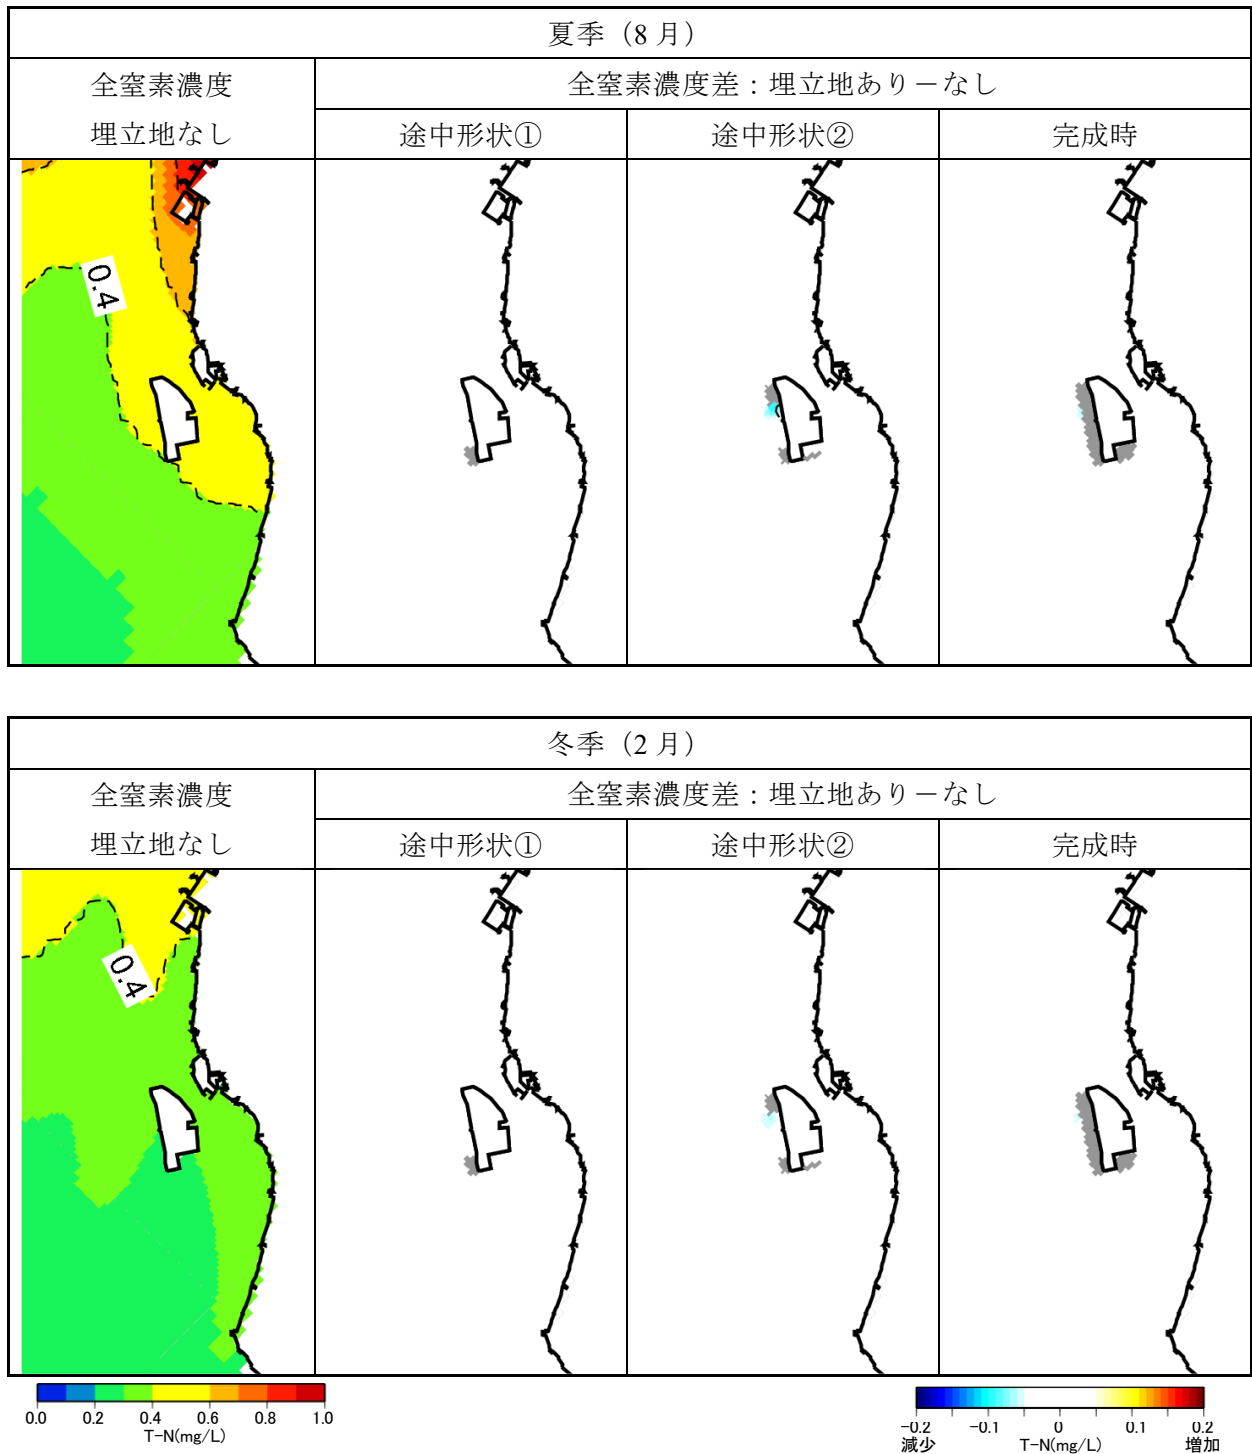 夏季（8 月）
全窒素濃度
埋立地なし
全窒素濃度差：埋立地あり－なし
途中形状①
途中形状②
完成時
0.4
冬季（2 月）
全窒素濃度
埋立地なし
全窒素濃度差：埋立地あり－なし
途中形状①
途中形状②
完成時
0.4
0.0 0.2 0.4 0.6 0.8 1.0
T-N(mg/L)
-0.2 -0.1 0 0.1 0.2
減少 T-N(mg/L) 増加